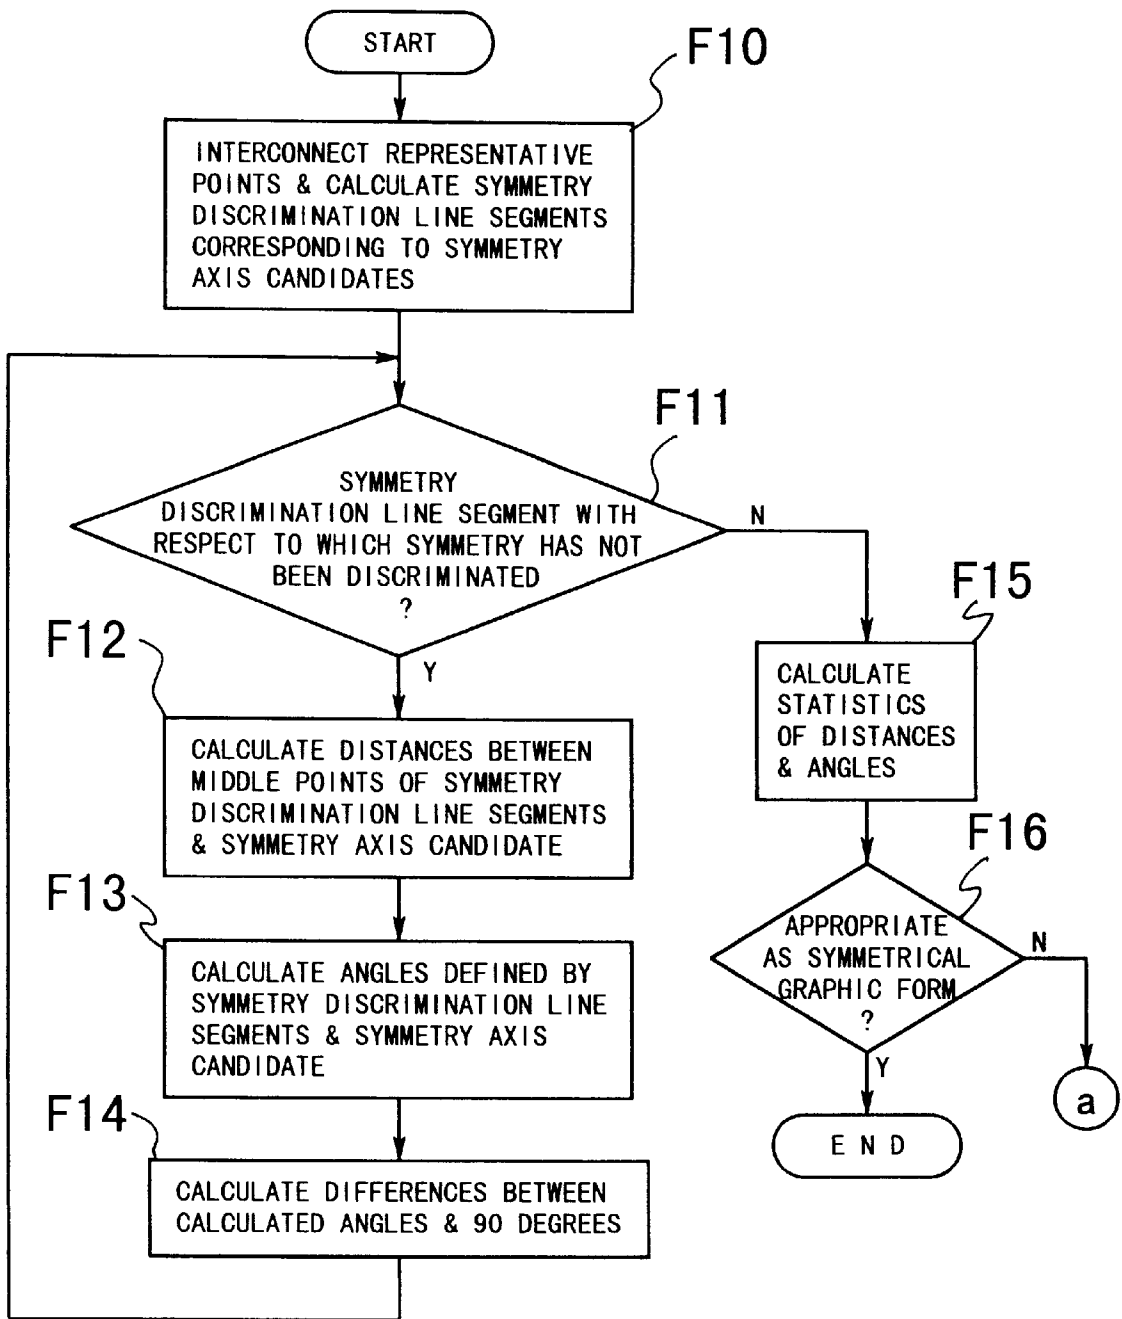 START
F10
INTERCONNECT REPRESENTATIVE
POINTS & CALCULATE SYMMETRY
DISCRIMINATION LINE SEGMENTS
CORRESPONDING TO SYMMETRY
AXIS CANDIDATES
F11
SYMMETRY
DISCRIMINATION LINE SEGMENT WITH
RESPECT TO WHICH SYMMETRY HAS NOT
BEEN DISCRIMINATED
?
N
Y
F12
CALCULATE DISTANCES BETWEEN
MIDDLE POINTS OF SYMMETRY
DISCRIMINATION LINE SEGMENTS
& SYMMETRY AXIS CANDIDATE
F13
CALCULATE ANGLES DEFINED BY
SYMMETRY DISCRIMINATION LINE
SEGMENTS & SYMMETRY AXIS
CANDIDATE
F14
CALCULATE DIFFERENCES BETWEEN
CALCULATED ANGLES & 90 DEGREES
F15
CALCULATE
STATISTICS
OF DISTANCES
& ANGLES
F16
APPROPRIATE
AS SYMMETRICAL
GRAPHIC FORM
?
N
Y
a
END